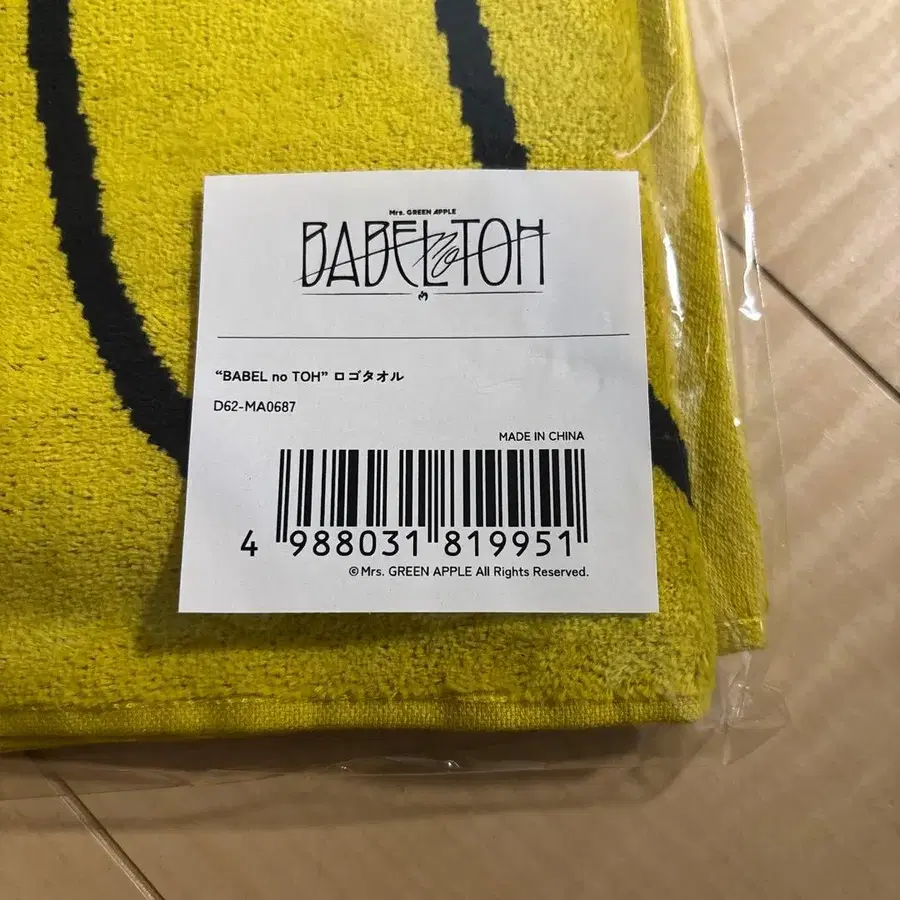 Mrs. GREEN APPLE
BABEL no TOH
“BABEL no TOH” ロゴタオル
D62-MA0687
MADE IN CHINA
4 988031 819951
©Mrs. GREEN APPLE All Rights Reserved.